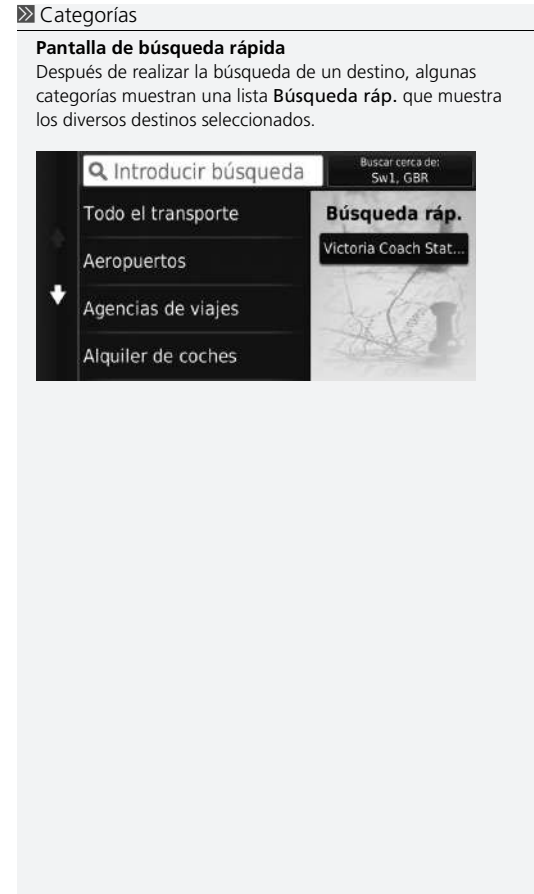 Categorías
Pantalla de búsqueda rápida
Después de realizar la búsqueda de un destino, algunas
categorías muestran una lista Búsqueda ráp. que muestra
los diversos destinos seleccionados.
Introducir búsqueda
Buscar cerca de:
Sw1, GBR
Todo el transporte
Búsqueda ráp.
Victoria Coach Stat...
Aeropuertos
Agencias de viajes
Alquiler de coches